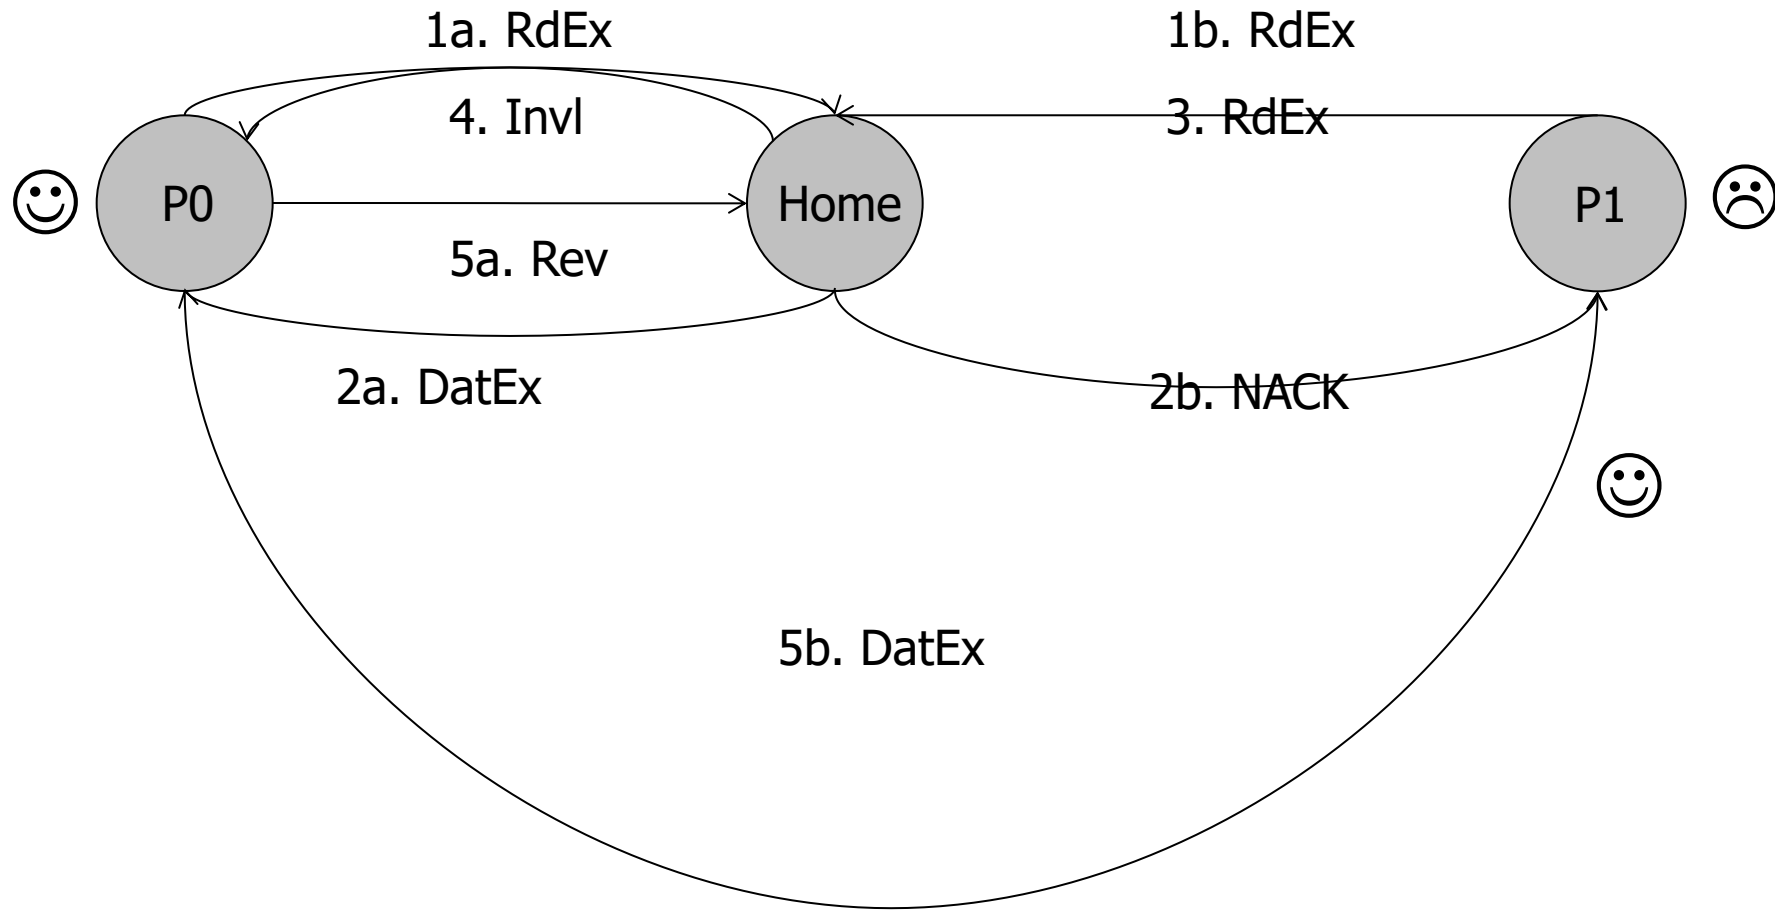 1a. RdEx
1b. RdEx
4. Invl
3. RdEx
P0
Home
P1
5a. Rev
2a. DatEx
2b. NACK
5b. DatEx